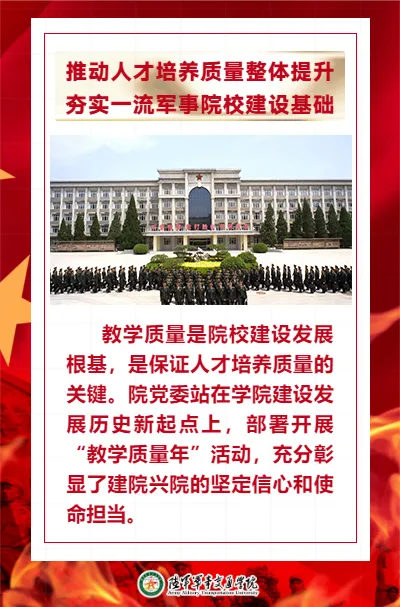 推动人才培养质量整体提升
夯实一流军事院校建设基础
教学质量是院校建设发展
根基，是保证人才培养质量的
关键。院党委站在学院建设发
展历史新起点上，部署开展
“教学质量年”活动，充分彰
显了建院兴院的坚定信心和使
命担当。
陆军军事交通学院
Army Military Transportation University